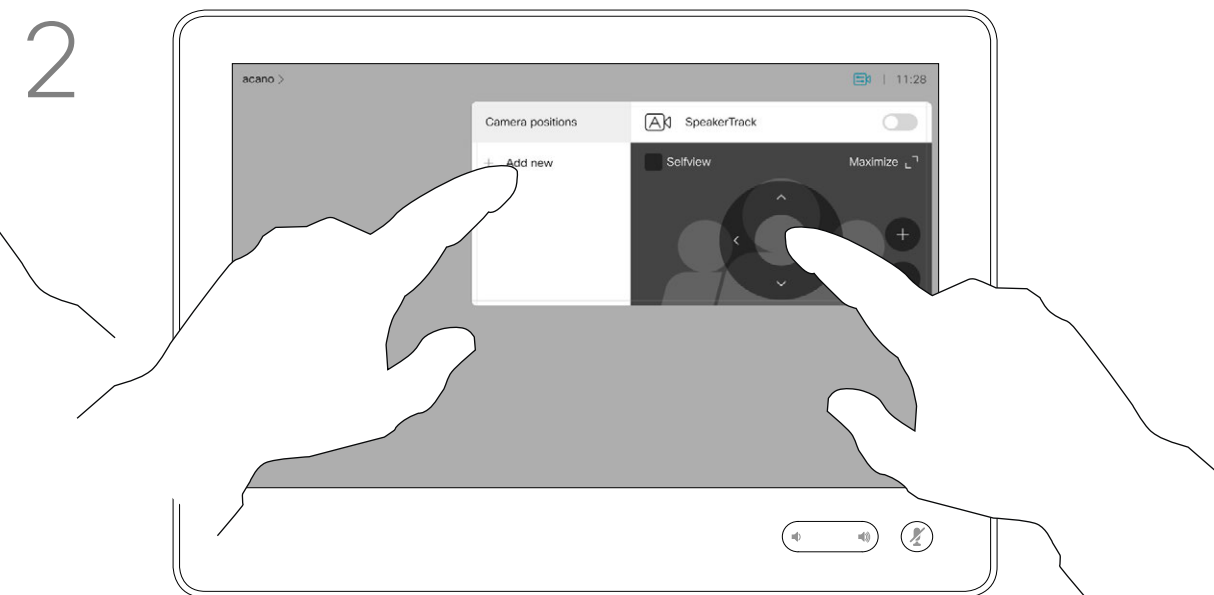 2
acano >
11:28
Camera positions
A
SpeakerTrack
+ Add new
Selfview
Maximize
+